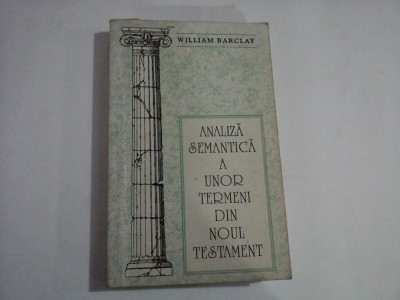 WILLIAM BARCLAY
ANALIZĂ
SEMANTICĂ
A
UNOR
TERMENI
DIN
NOUL
TESTAMENT